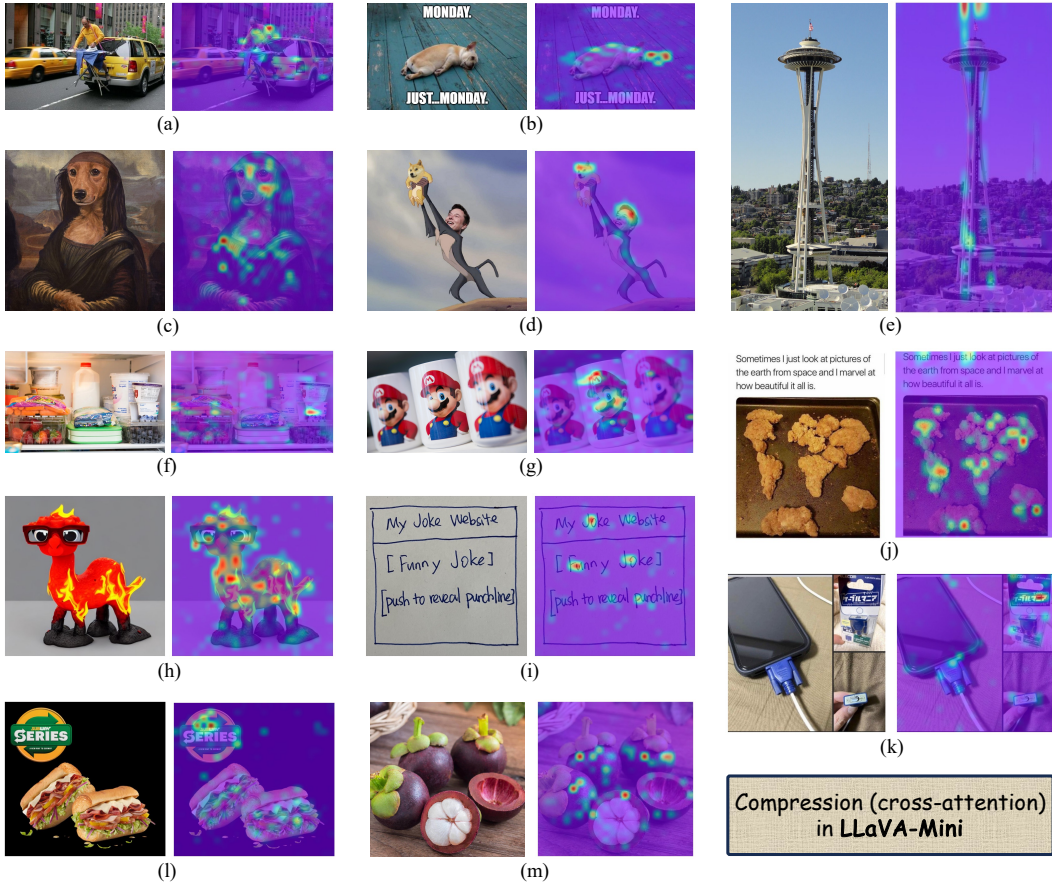 (a)
MONDAY.
JUST...MONDAY.
MONDAY.
JUST...MONDAY.
(b)
(c)
(d)
(e)
(f)
(g)
Sometimes I just look at pictures of
the earth from space and I marvel at
how beautiful it all is.
Sometimes I just look at pictures of
the earth from space and I marvel at
how beautiful it all is.
(j)
(h)
My Joke Website
[Funny Joke]
[push to reveal punchline]
My Joke Website
[Funny Joke]
[push to reveal punchline]
(i)
(k)
SERIES
SERIES
(l)
(m)
Compression (cross-attention)
in LLaVA-Mini